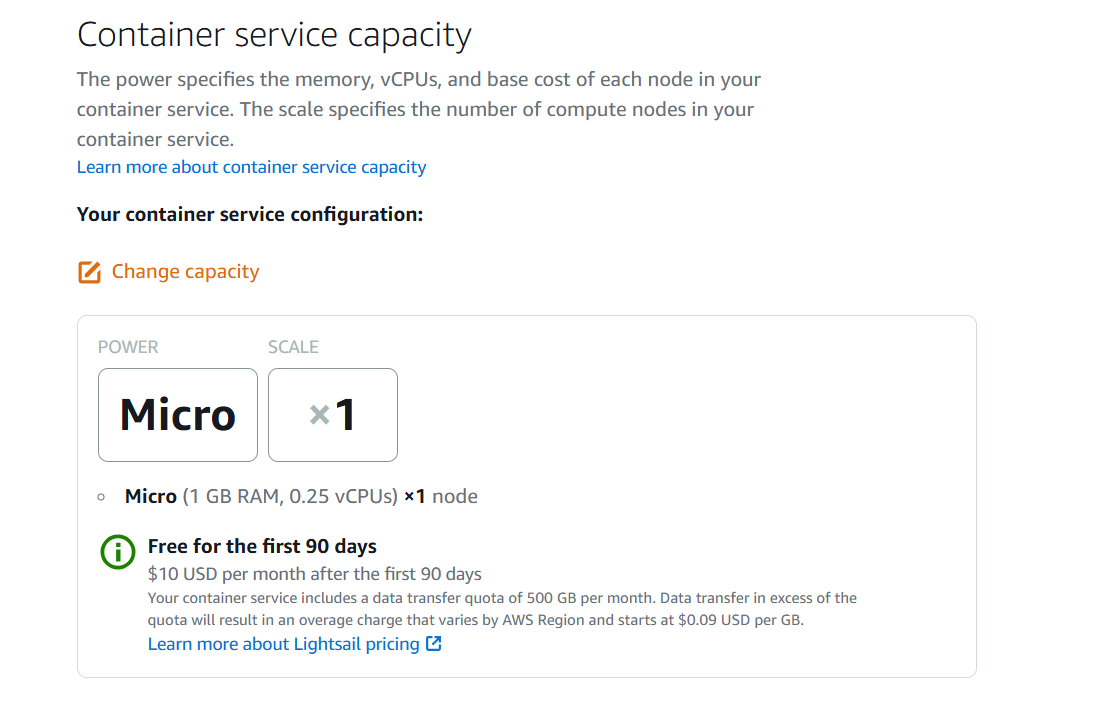 Container service capacity
The power specifies the memory, vCPUs, and base cost of each node in your
container service. The scale specifies the number of compute nodes in your
container service.
Learn more about container service capacity
Your container service configuration:
Change capacity
POWER SCALE
Micro ×1
Micro (1 GB RAM, 0.25 vCPUs) ×1 node
Free for the first 90 days
$10 USD per month after the first 90 days
Your container service includes a data transfer quota of 500 GB per month. Data transfer in excess of the
quota will result in an overage charge that varies by AWS Region and starts at $0.09 USD per GB.
Learn more about Lightsail pricing